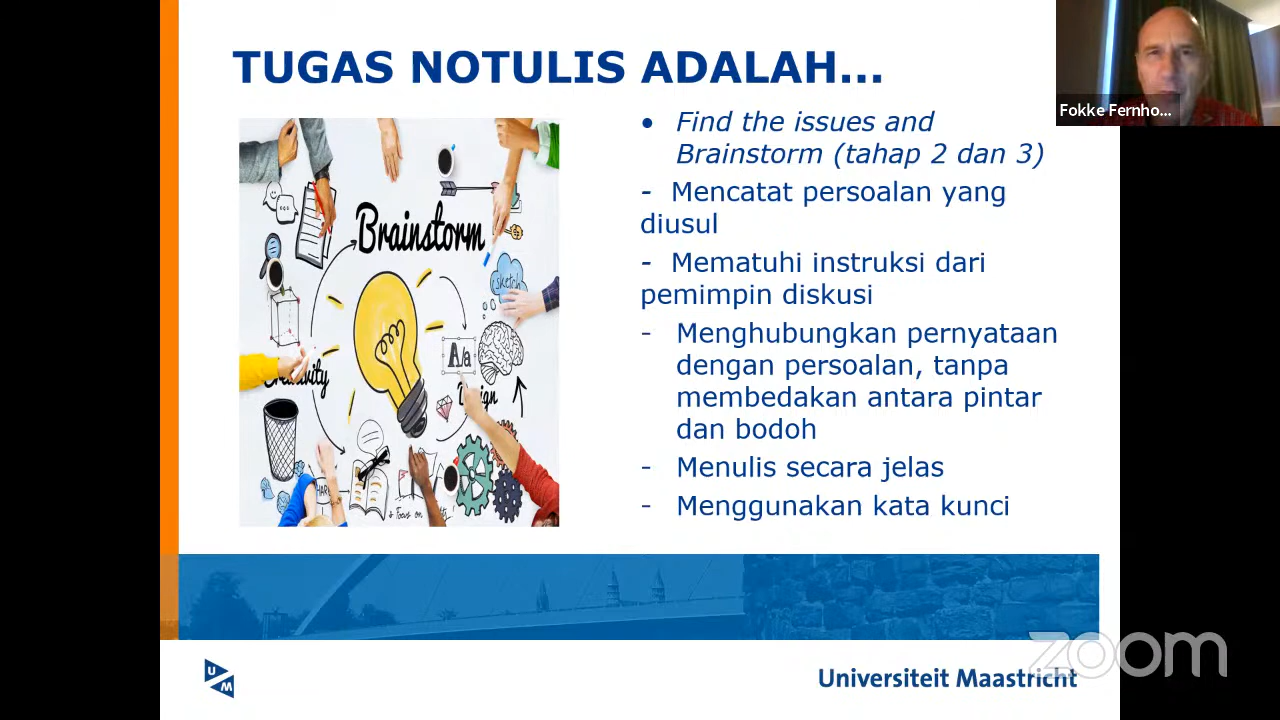 TUGAS NOTULIS ADALAH...
Fokke Fernho...
• Find the issues and
Brainstorm (tahap 2 dan 3)
- Mencatat persoalan yang
diusul
- Mematuhi instruksi dari
pemimpin diskusi
- Menghubungkan pernyataan
dengan persoalan, tanpa
membedakan antara pintar
dan bodoh
- Menulis secara jelas
- Menggunakan kata kunci
Brainstorm
sketch
A/a
UM
Universiteit Maastricht
zoom